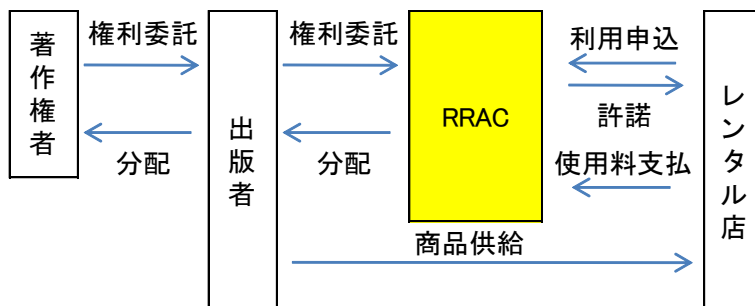 著作権者
権利委託
分配
出版者
権利委託
分配
RRAC
利用申込
許諾
使用料支払
商品供給
レンタル店